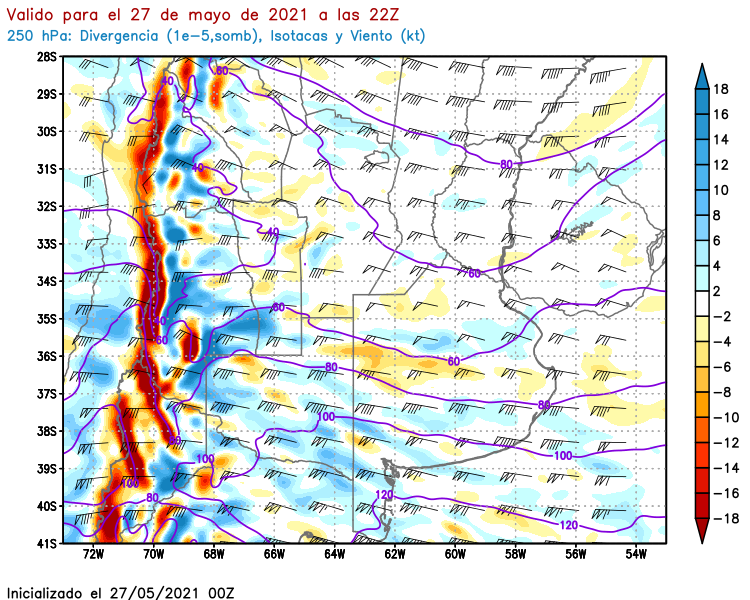 Valido para el 27 de mayo de 2021 a las 22Z
250 hPa: Divergencia (1e-5,somb), Isotacas y Viento (kt)
28S
29S
30S
31S
32S
33S
34S
35S
36S
37S
38S
39S
40S
41S
72W 70W 68W 66W 64W 62W 60W 58W 56W 54W
18
16
14
12
10
8
6
4
2
-2
-4
-6
-8
-10
-12
-14
-16
-18
60
40
80
40
40
60
60
60
60
80
80
100
100
100
100
80
120
120
Inicializado el 27/05/2021 00Z